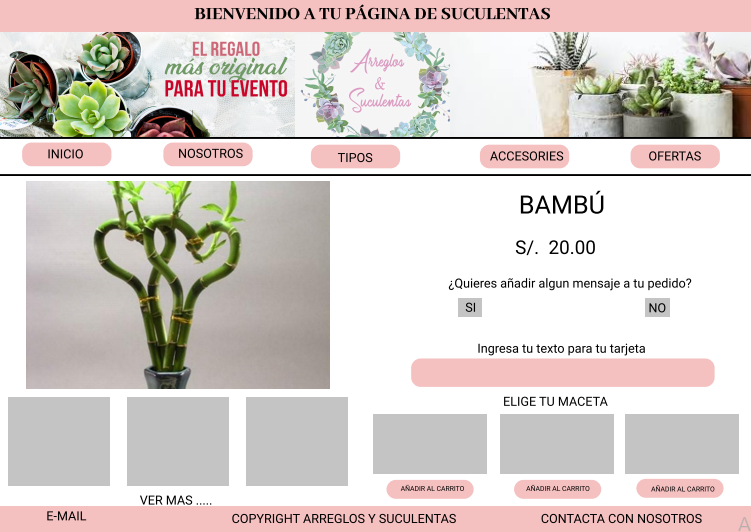 BIENVENIDO A TU PÁGINA DE SUCULENTAS
EL REGALO
más original
PARA TU EVENTO
Arreglos
&
Suculentas
INICIO
NOSOTROS
TIPOS
ACCESORIES
OFERTAS
BAMBÚ
S/. 20.00
¿Quieres añadir algun mensaje a tu pedido?
SI
NO
Ingresa tu texto para tu tarjeta
ELIGE TU MACETA
AÑADIR AL CARRITO
AÑADIR AL CARRITO
AÑADIR AL CARRITO
VER MAS .....
E-MAIL
COPYRIGHT ARREGLOS Y SUCULENTAS
CONTACTA CON NOSOTROS